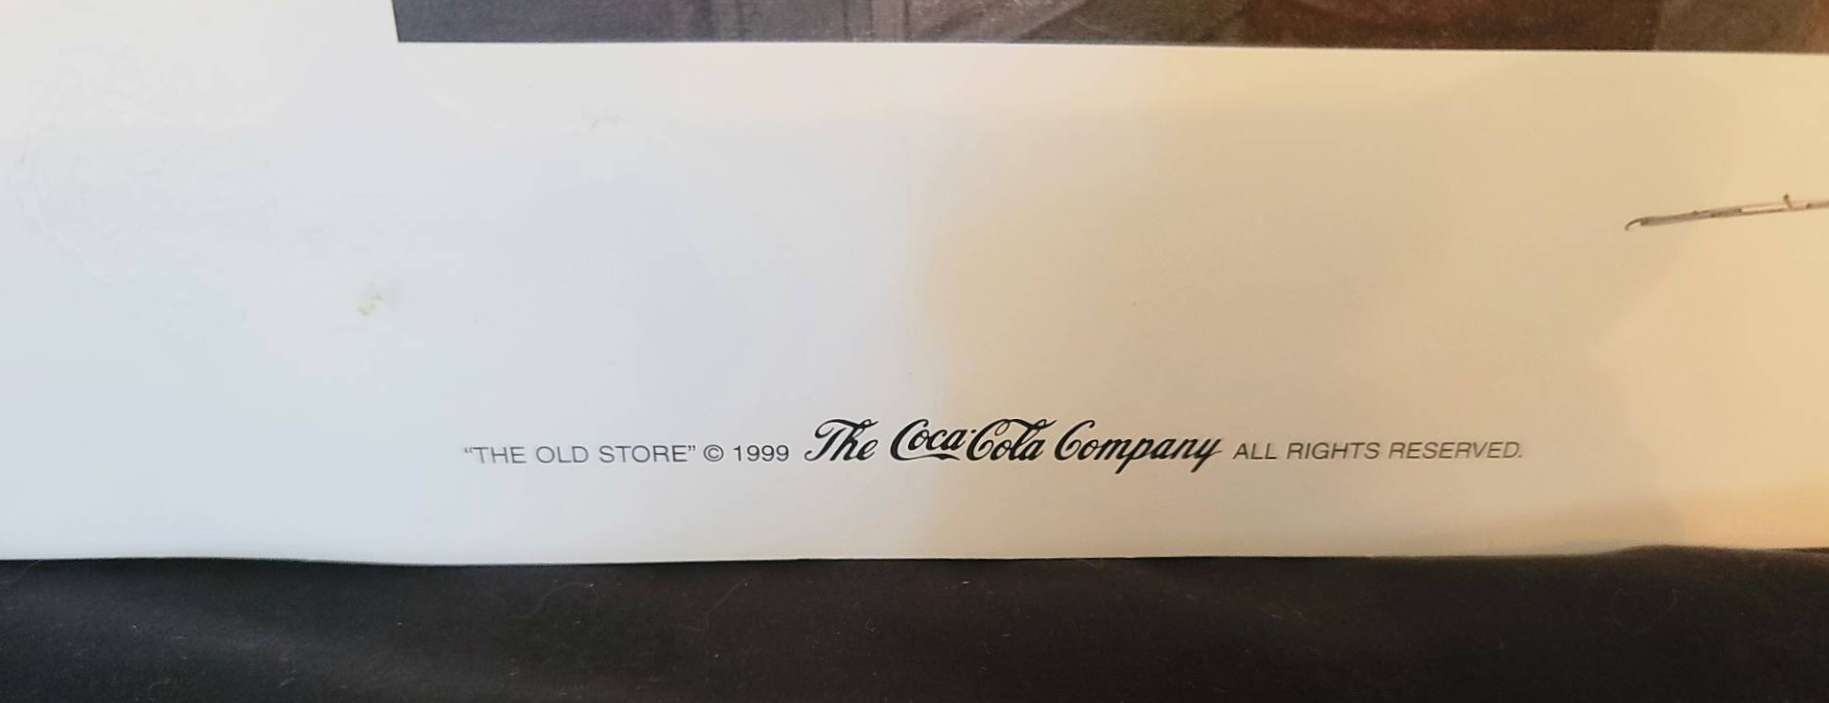 "THE OLD STORE" © 1999 The Coca-Cola Company ALL RIGHTS RESERVED.